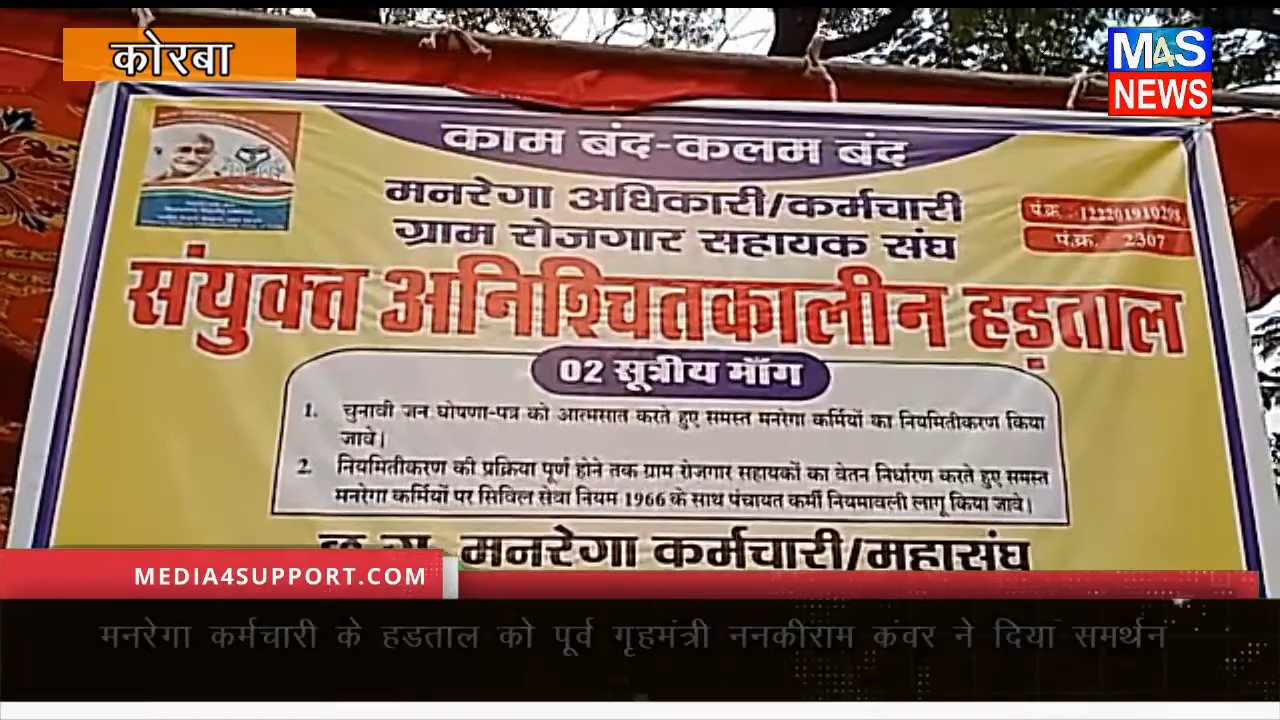 कोरबा
M4S
NEWS
काम बंद-कलम बंद
मनरेगा अधिकारी/कर्मचारी
ग्राम रोजगार सहायक संघ
पं.क्र. 122201910298
पं.क्र. 2307
संयुक्त अनिश्चितकालीन हड़ताल
02 सूत्रीय मॉंग
1. चुनावी जन घोषणा-पत्र को आत्मसात करते हुए समस्त मनरेगा कर्मियों का नियमितीकरण किया
जावे।
2. नियमितीकरण की प्रक्रिया पूर्ण होने तक ग्राम रोजगार सहायकों का वेतन निर्धारण करते हुए समस्त
मनरेगा कर्मियों पर सिविल सेवा नियम 1966 के साथ पंचायत कर्मी नियमावली लागू किया जावे।
छ.ग. मनरेगा कर्मचारी/महासंघ
MEDIA4SUPPORT.COM
मनरेगा कर्मचारी के हडताल को पूर्व गृहमंत्री ननकीराम कंवर ने दिया समर्थन